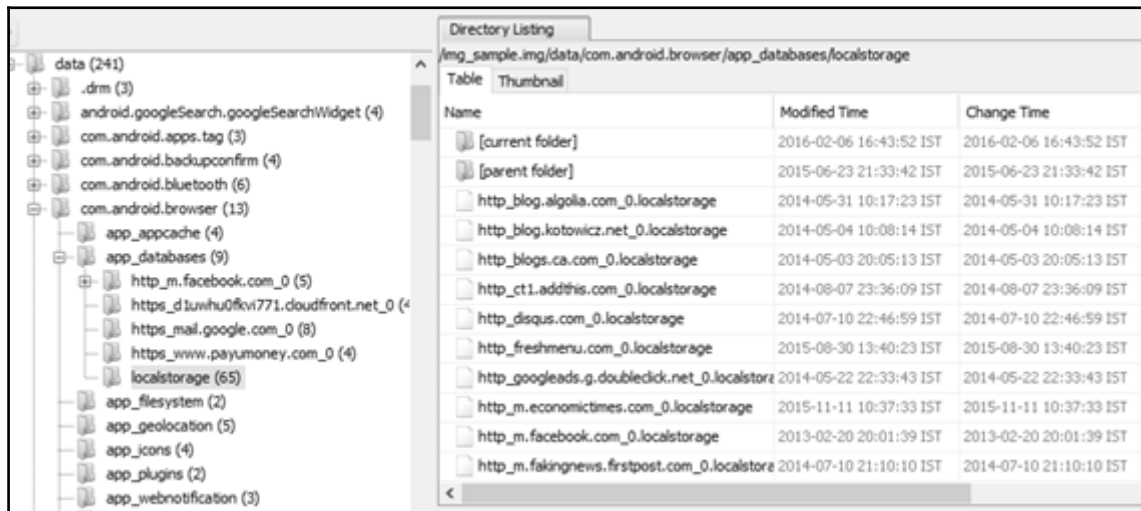 data (241)
.drm (3)
android.googleSearch.googleSearchWidget (4)
com.android.apps.tag (3)
com.android.backupconfirm (4)
com.android.bluetooth (6)
com.android.browser (13)
app_appcache (4)
app_databases (9)
http_m.facebook.com_0 (5)
https_d1uwhu0fkvi771.cloudfront.net_0 (4
https_mail.google.com_0 (8)
https_www.payumoney.com_0 (4)
localstorage (65)
app_filesystem (2)
app_geolocation (5)
app_icons (4)
app_plugins (2)
app_webnotification (3)
Directory Listing
/img_sample.img/data/com.android.browser/app_databases/localstorage
Table Thumbnail
Name Modified Time Change Time
[current folder] 2016-02-06 16:43:52 IST 2016-02-06 16:43:52 IST
[parent folder] 2015-06-23 21:33:42 IST 2015-06-23 21:33:42 IST
http_blog.algolia.com_0.localstorage 2014-05-31 10:17:23 IST 2014-05-31 10:17:23 IST
http_blog.kotowicz.net_0.localstorage 2014-05-04 10:08:14 IST 2014-05-04 10:08:14 IST
http_blogs.ca.com_0.localstorage 2014-05-03 20:05:13 IST 2014-05-03 20:05:13 IST
http_ct1.addthis.com_0.localstorage 2014-08-07 23:36:09 IST 2014-08-07 23:36:09 IST
http_disqus.com_0.localstorage 2014-07-10 22:46:59 IST 2014-07-10 22:46:59 IST
http_freshmenu.com_0.localstorage 2015-08-30 13:40:23 IST 2015-08-30 13:40:23 IST
http_googleads.g.doubleclick.net_0.localstora 2014-05-22 22:33:43 IST 2014-05-22 22:33:43 IST
http_m.economictimes.com_0.localstorage 2015-11-11 10:37:33 IST 2015-11-11 10:37:33 IST
http_m.facebook.com_0.localstorage 2013-02-20 20:01:39 IST 2013-02-20 20:01:39 IST
http_m.fakingnews.firstpost.com_0.localstora 2014-07-10 21:10:10 IST 2014-07-10 21:10:10 IST